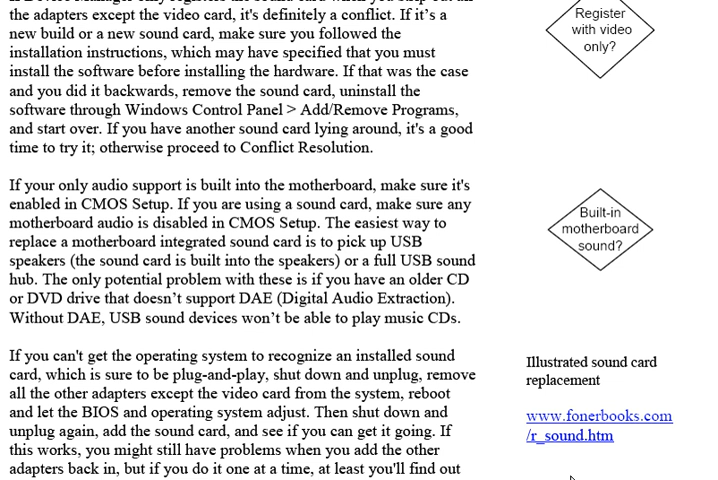 the adapters except the video card, it's definitely a conflict. If it’s a
new build or a new sound card, make sure you followed the
installation instructions, which may have specified that you must
install the software before installing the hardware. If that was the case
and you did it backwards, remove the sound card, uninstall the
software through Windows Control Panel > Add/Remove Programs,
and start over. If you have another sound card lying around, it's a good
time to try it; otherwise proceed to Conflict Resolution.
Register
with video
only?
If your only audio support is built into the motherboard, make sure it's
enabled in CMOS Setup. If you are using a sound card, make sure any
motherboard audio is disabled in CMOS Setup. The easiest way to
replace a motherboard integrated sound card is to pick up USB
speakers (the sound card is built into the speakers) or a full USB sound
hub. The only potential problem with these is if you have an older CD
or DVD drive that doesn’t support DAE (Digital Audio Extraction).
Without DAE, USB sound devices won’t be able to play music CDs.
Built-in
motherboard
sound?
If you can't get the operating system to recognize an installed sound
card, which is sure to be plug-and-play, shut down and unplug, remove
all the other adapters except the video card from the system, reboot
and let the BIOS and operating system adjust. Then shut down and
unplug again, add the sound card, and see if you can get it going. If
this works, you might still have problems when you add the other
adapters back in, but if you do it one at a time, at least you'll find out
Illustrated sound card
replacement
www.fonerbooks.com
/r_sound.htm